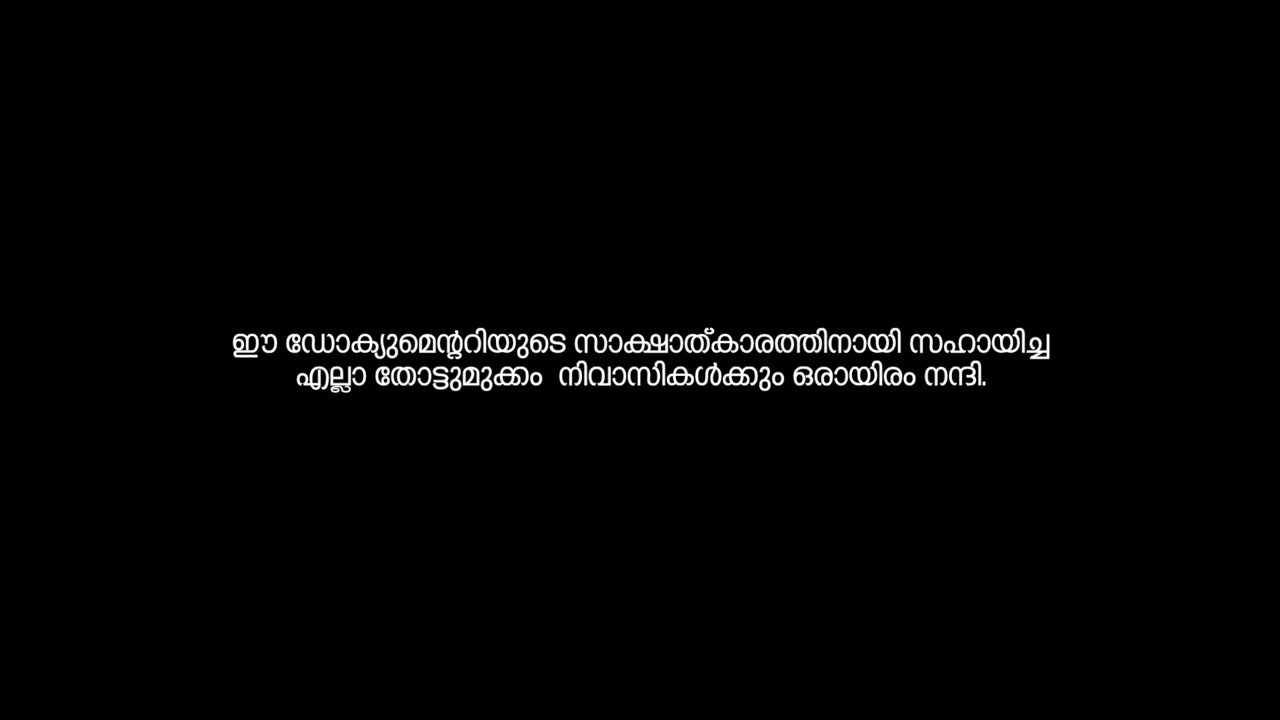 ഈ ഡോക്യുമെന്ററിയുടെ സാക്ഷാത്കാരത്തിനായി സഹായിച്ച
എല്ലാ തോട്ടുമുക്കം നിവാസികൾക്കും ഒരായിരം നന്ദി.